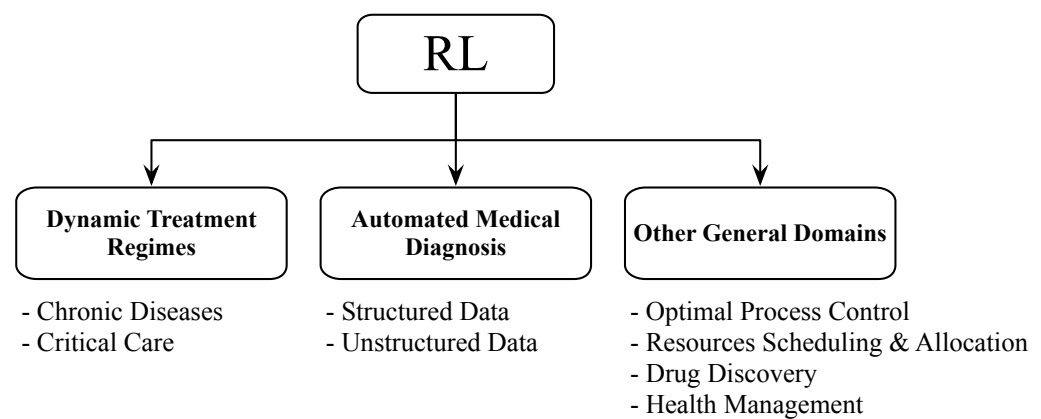 RL
Dynamic Treatment
Regimes
- Chronic Diseases
- Critical Care
Automated Medical
Diagnosis
- Structured Data
- Unstructured Data
Other General Domains
- Optimal Process Control
- Resources Scheduling & Allocation
- Drug Discovery
- Health Management